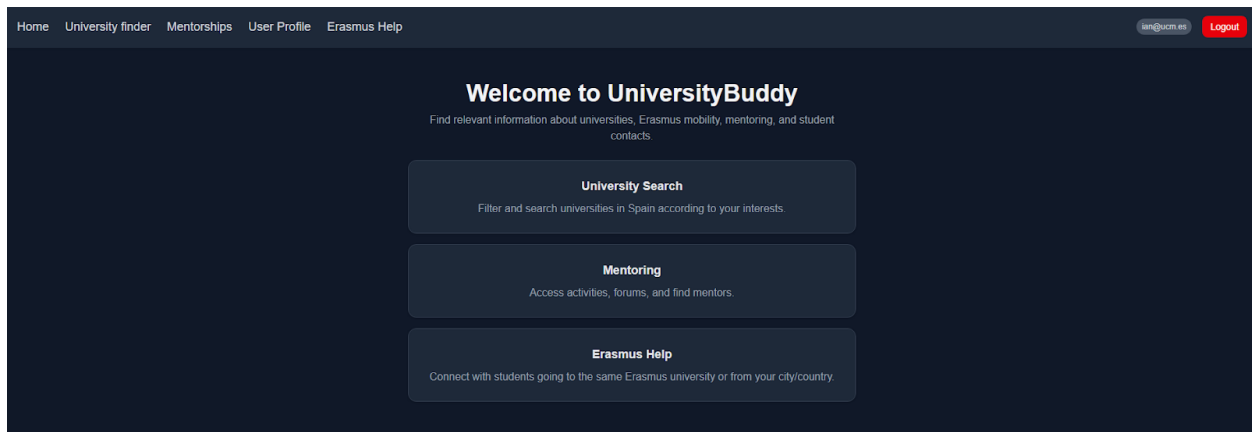 Home University finder Mentorships User Profile Erasmus Help ian@ucm.es Logout
Welcome to UniversityBuddy
Find relevant information about universities, Erasmus mobility, mentoring, and student
contacts.
University Search
Filter and search universities in Spain according to your interests.
Mentoring
Access activities, forums, and find mentors.
Erasmus Help
Connect with students going to the same Erasmus university or from your city/country.